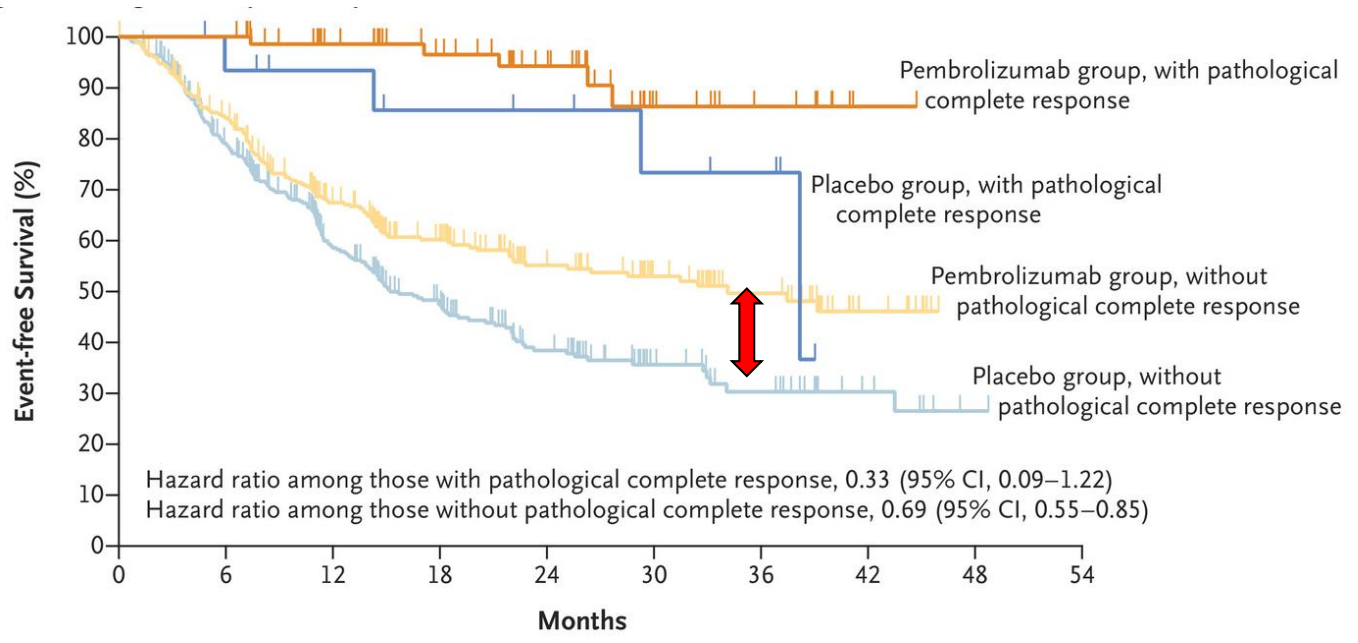 100
90
80
70
60
50
40
30
20
10
0
Event-free Survival (%)
Pembrolizumab group, with pathological
complete response
Placebo group, with pathological
complete response
Pembrolizumab group, without
pathological complete response
Placebo group, without
pathological complete response
Hazard ratio among those with pathological complete response, 0.33 (95% CI, 0.09–1.22)
Hazard ratio among those without pathological complete response, 0.69 (95% CI, 0.55–0.85)
0 6 12 18 24 30 36 42 48 54
Months